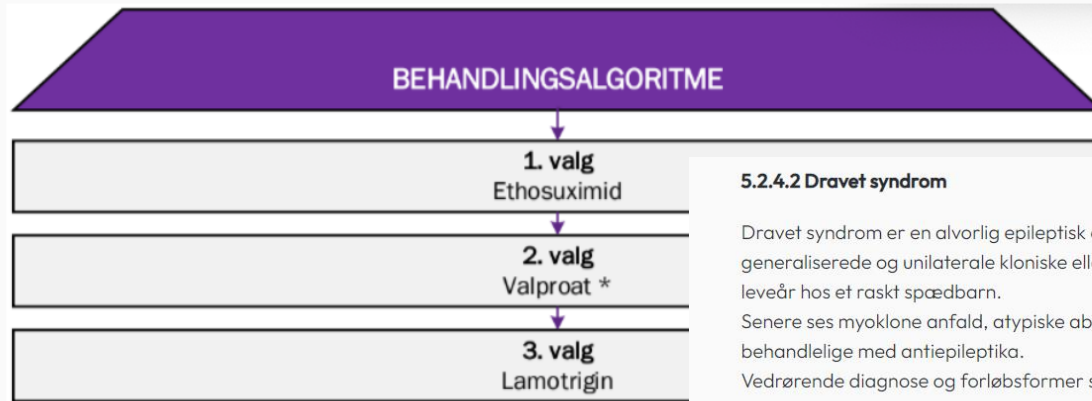 BEHANDLINGSALGORITME
1. valg
Ethosuximid
2. valg
Valproat *
3. valg
Lamotrigin
5.2.4.2 Dravet syndrom
Dravet syndrom er en alvorlig epileptisk
generaliserede og unilaterale kloniske
leveår hos et raskt spædbarn.
Senere ses myoklone anfald, atypiske
behandlelige med antiepileptika.
Vedrørende diagnose og forløbsformer